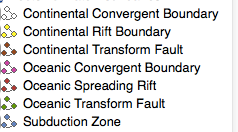 Continental Convergent Boundary
Continental Rift Boundary
Continental Transform Fault
Oceanic Convergent Boundary
Oceanic Spreading Rift
Oceanic Transform Fault
Subduction Zone